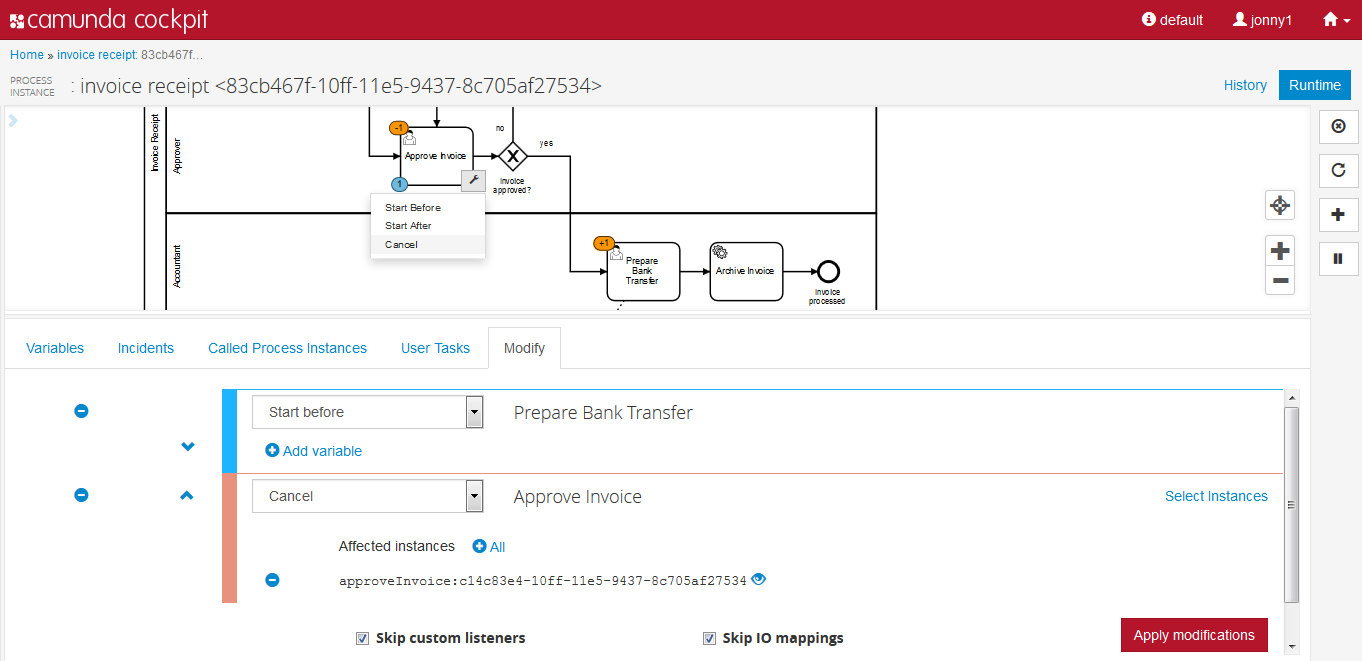 camunda cockpit
default
jonny1
Home » invoice receipt: 83cb467f...
PROCESS
INSTANCE
: invoice receipt <83cb467f-10ff-11e5-9437-8c705af27534>
History
Runtime
Invoice Receipt
Approver
-1
Approve Invoice
1
no
yes
Invoice
approved?
Start Before
Start After
Cancel
Accountant
+1
Prepare
Bank
Transfer
Archive Invoice
Invoice
processed
Variables
Incidents
Called Process Instances
User Tasks
Modify
Start before
Prepare Bank Transfer
Add variable
Cancel
Approve Invoice
Select Instances
Affected instances
All
approveInvoice:c14c83e4-10ff-11e5-9437-8c705af27534
Skip custom listeners
Skip IO mappings
Apply modifications